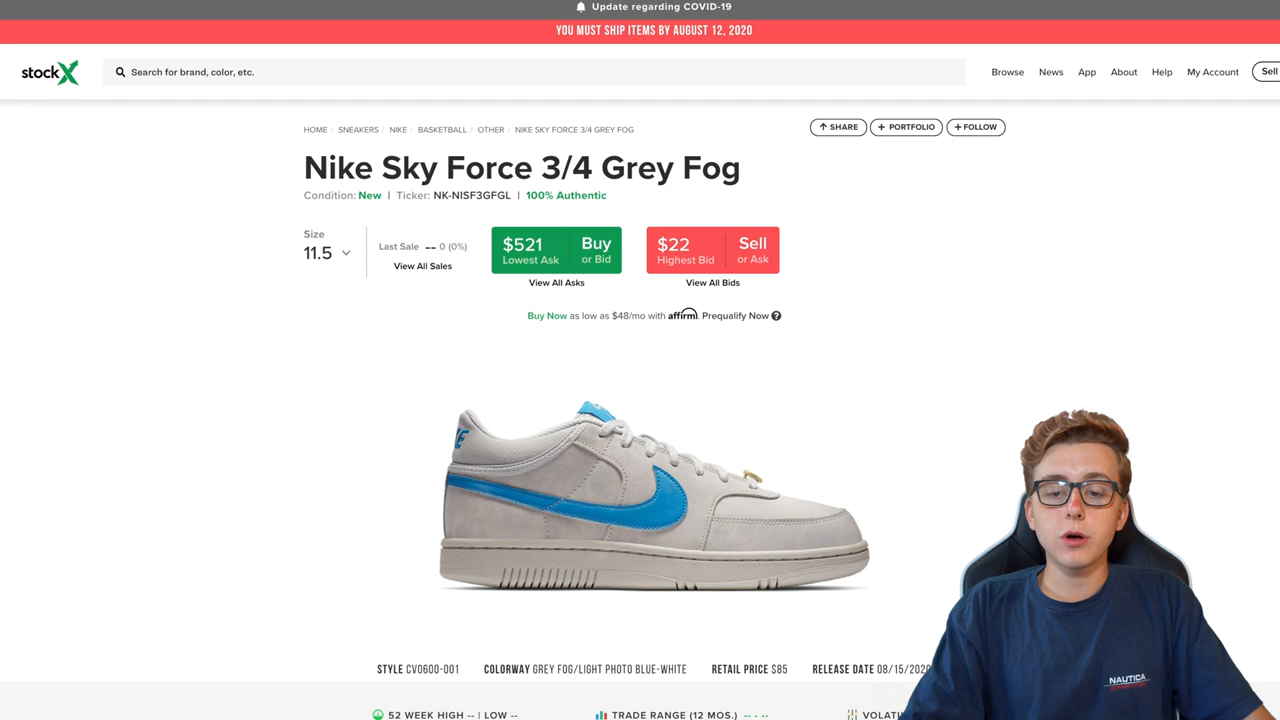 Update regarding COVID-19
YOU MUST SHIP ITEMS BY AUGUST 12, 2020
stockX
Search for brand, color, etc.
Browse News App About Help My Account Sell
HOME / SNEAKERS / NIKE / BASKETBALL / OTHER / NIKE SKY FORCE 3/4 GREY FOG
↑ SHARE + PORTFOLIO + FOLLOW
Nike Sky Force 3/4 Grey Fog
Condition: New | Ticker: NK-NISF3GFGL | 100% Authentic
Size
11.5
Last Sale -- 0 (0%)
View All Sales
$521 Buy
Lowest Ask or Bid
View All Asks
$22 Sell
Highest Bid or Ask
View All Bids
Buy Now as low as $48/mo with affirm. Prequalify Now ?
STYLE CV0600-001 COLORWAY GREY FOG/LIGHT PHOTO BLUE-WHITE RETAIL PRICE $85 RELEASE DATE 08/15/2020
NAUTICA
52 WEEK HIGH -- | LOW -- TRADE RANGE (12 MOS.) -- - --